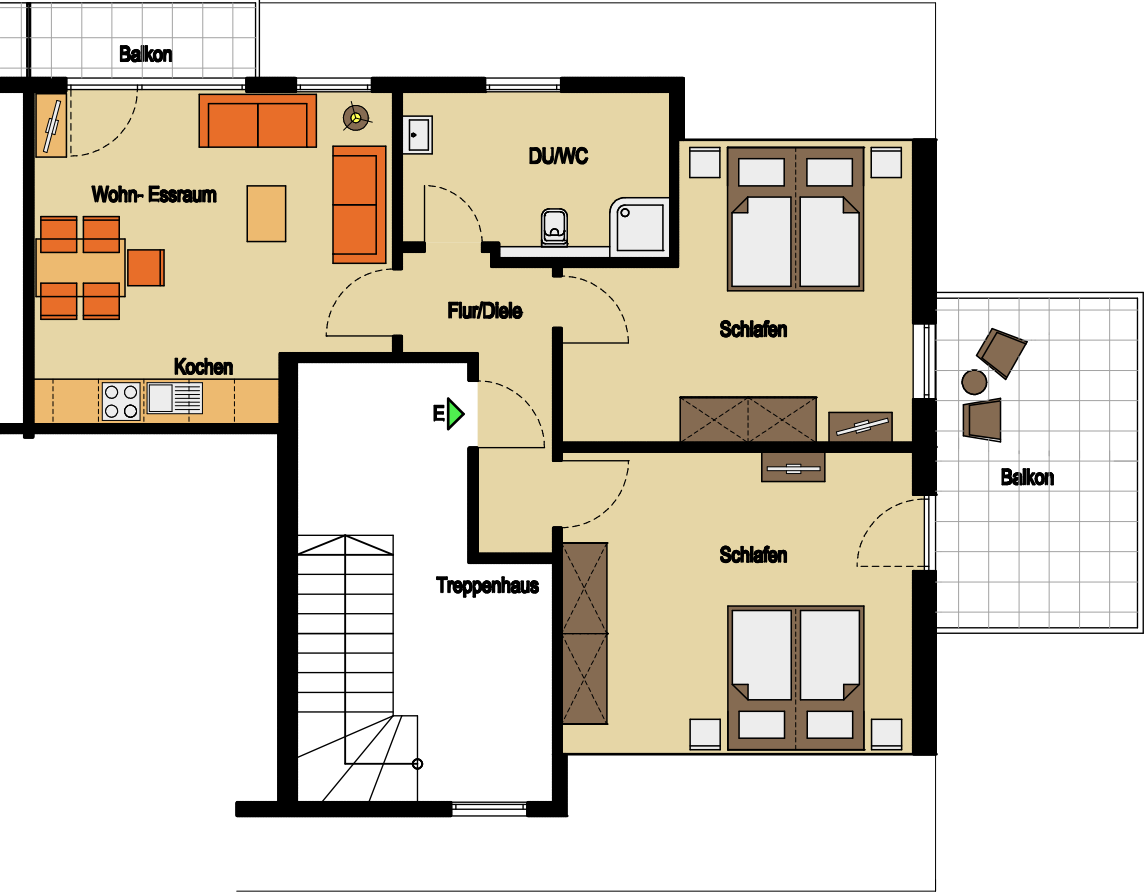 Balkon
DU/WC
Wohn- Essraum
Flur/Diele
Schlafen
Kochen
E
Balkon
Schlafen
Treppenhaus